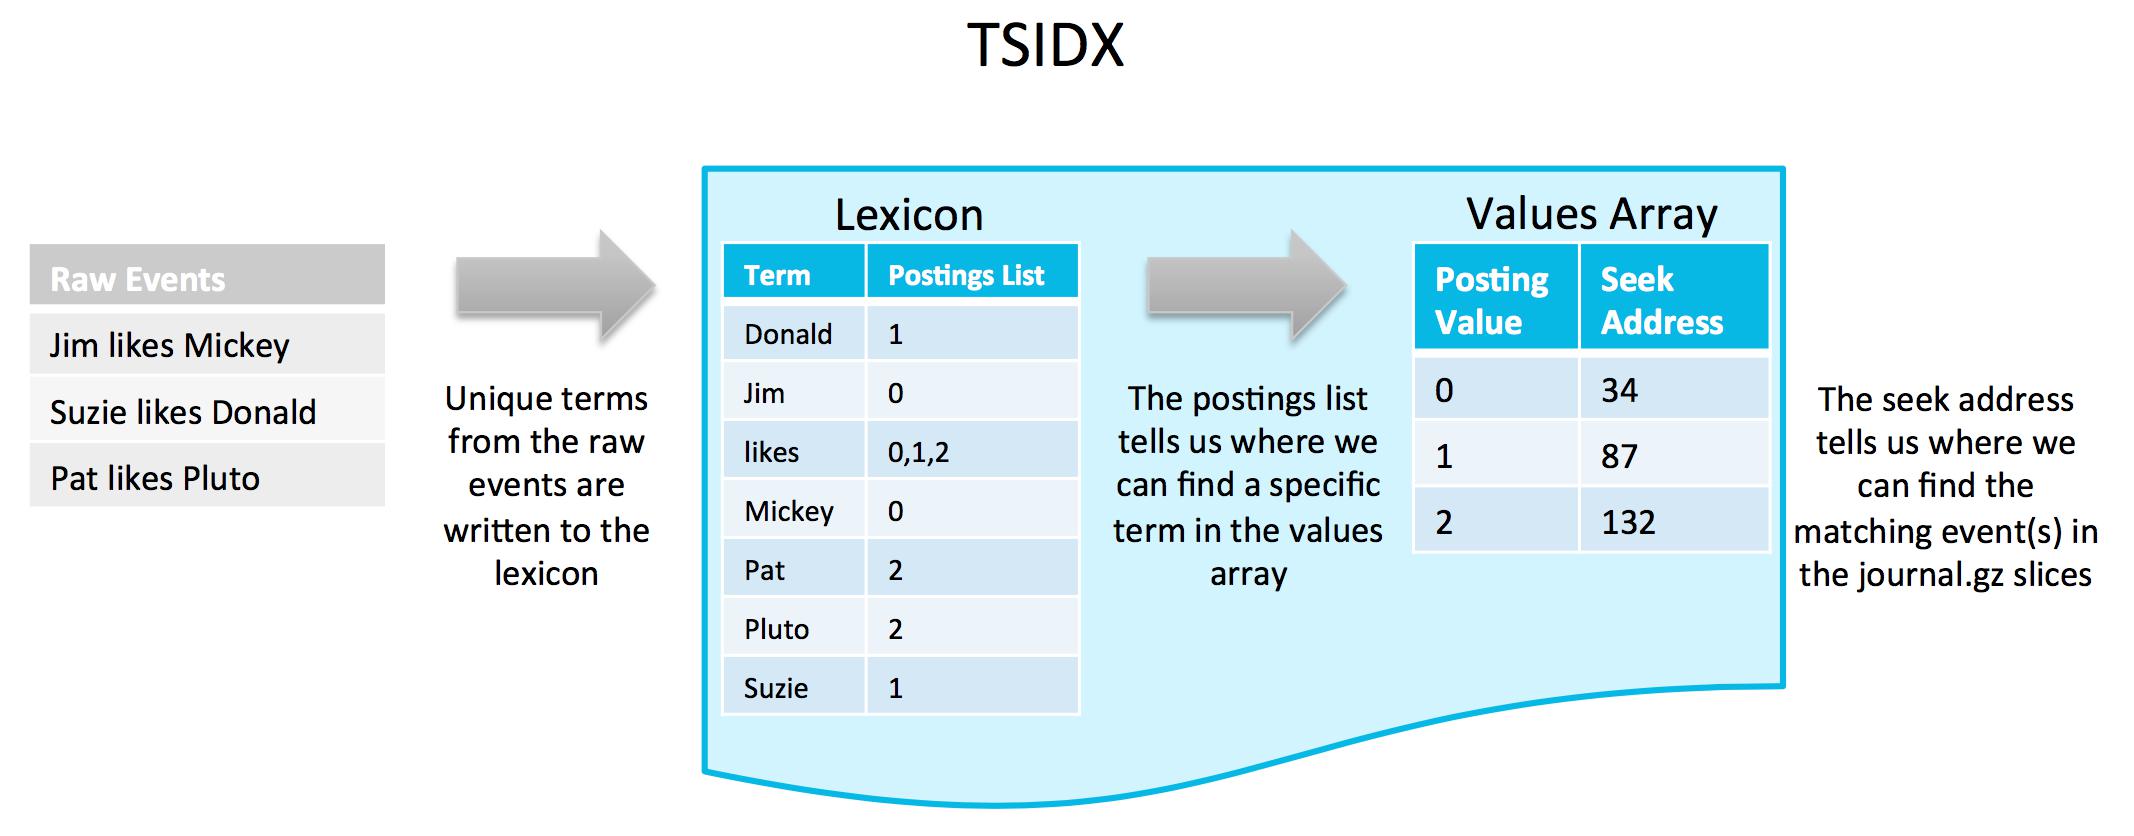 TSIDX
Raw Events
Jim likes Mickey
Suzie likes Donald
Pat likes Pluto
Unique terms
from the raw
events are
written to the
lexicon
Lexicon
Term Postings List
Donald 1
Jim 0
likes 0,1,2
Mickey 0
Pat 2
Pluto 2
Suzie 1
The postings list
tells us where we
can find a specific
term in the values
array
Values Array
Posting Value Seek Address
0 34
1 87
2 132
The seek address
tells us where we
can find the
matching event(s) in
the journal.gz slices